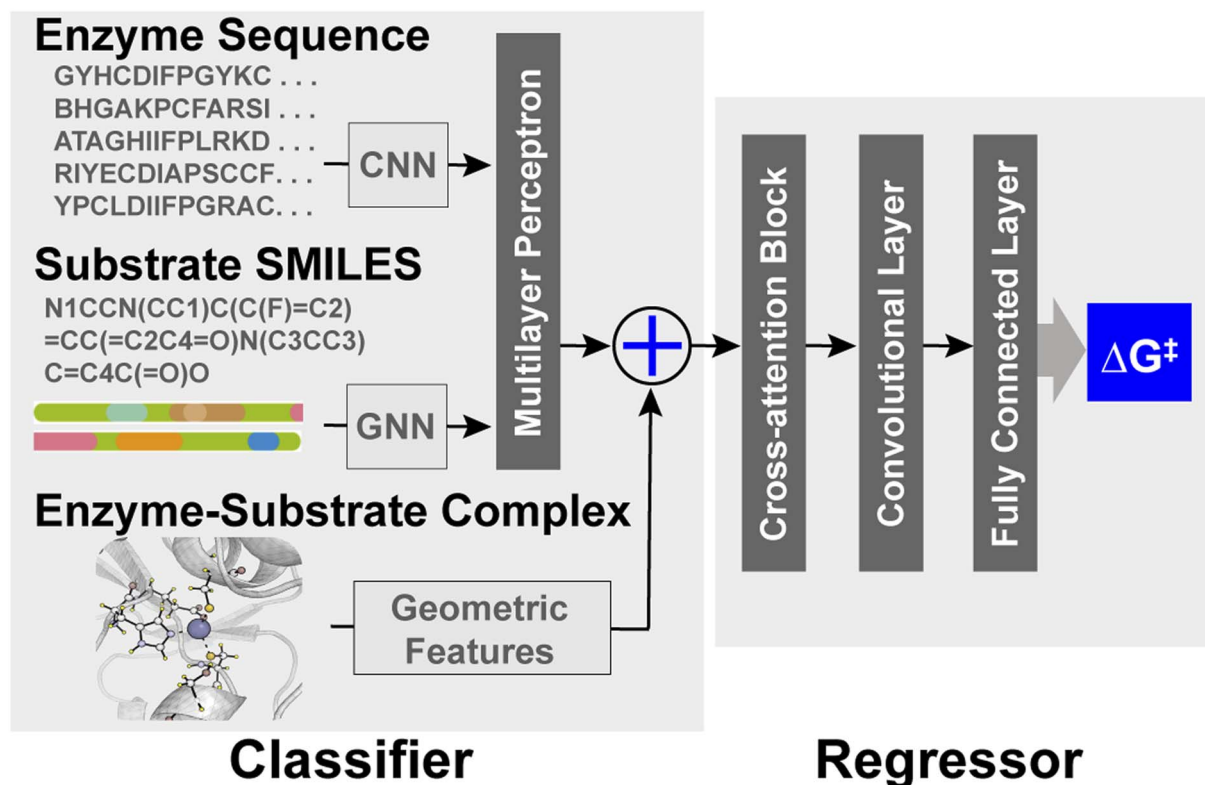 Enzyme Sequence
GYHCDIFPGYKC . . .
BHGAKPCFARSI . . .
ATAGHIIFPLRKD . . .
RIYECDIAPSCCF. . .
YPCLDIIFPGRAC. . .
CNN
Substrate SMILES
N1CCN(CC1)C(C(F)=C2)
=CC(=C2C4=O)N(C3CC3)
C=C4C(=O)O
GNN
Multilayer Perceptron
Enzyme-Substrate Complex
Geometric
Features
Classifier
Cross-attention Block
Convolutional Layer
Fully Connected Layer
ΔG‡
Regressor